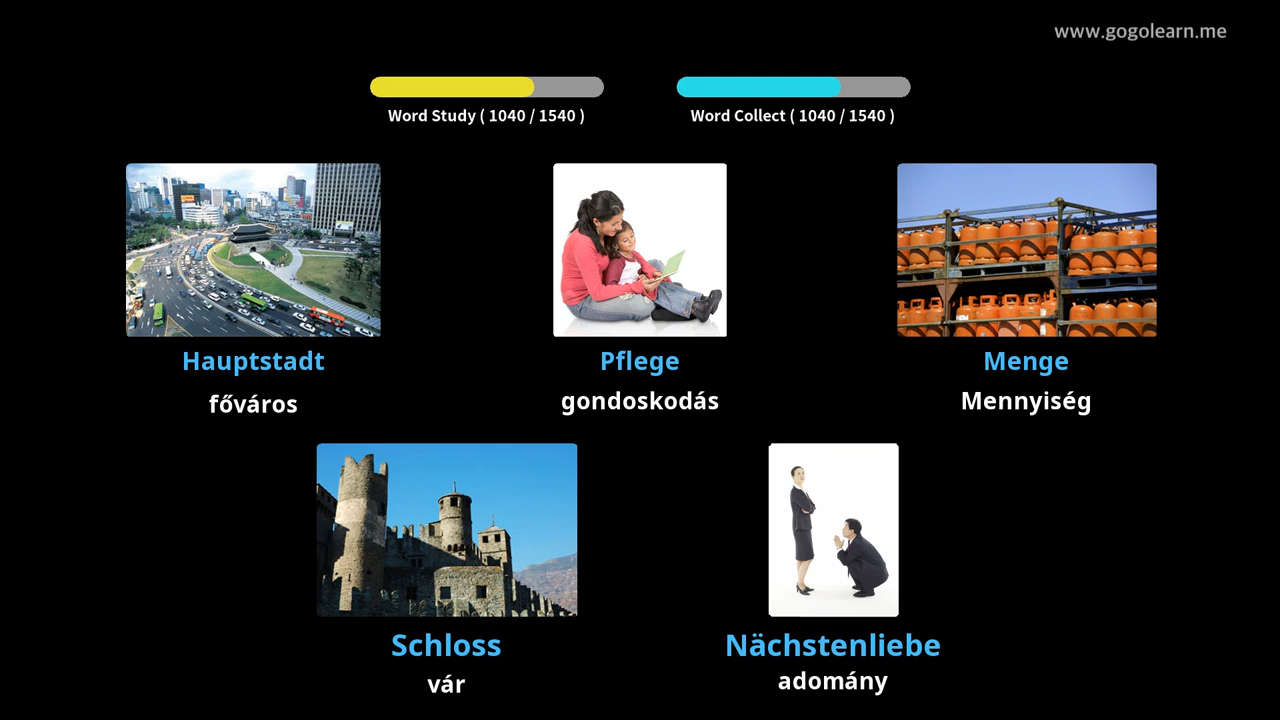 www.gogolearn.me
Word Study ( 1040 / 1540 )
Word Collect ( 1040 / 1540 )
Hauptstadt
főváros
Pflege
gondoskodás
Menge
Mennyiség
Schloss
vár
Nächstenliebe
adomány